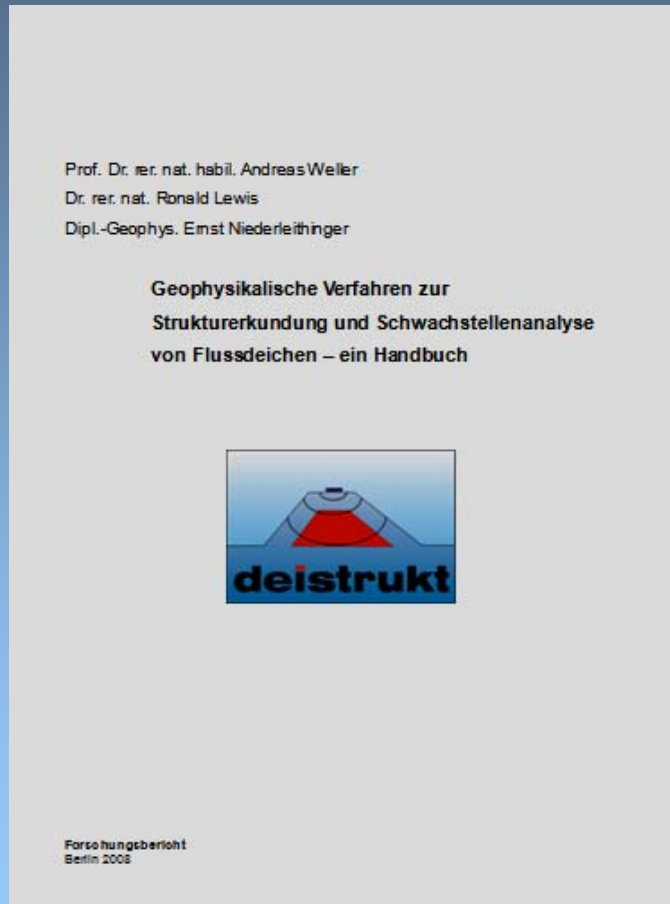 Prof. Dr. rer. nat. habil. Andreas Weller
Dr. rer. nat. Ronald Lewis
Dipl.-Geophys. Ernst Niederleithinger
Geophysikalische Verfahren zur
Strukturerkundung und Schwachstellenanalyse
von Flussdeichen – ein Handbuch
deistrukt
Forschungsbericht
Berlin 2008